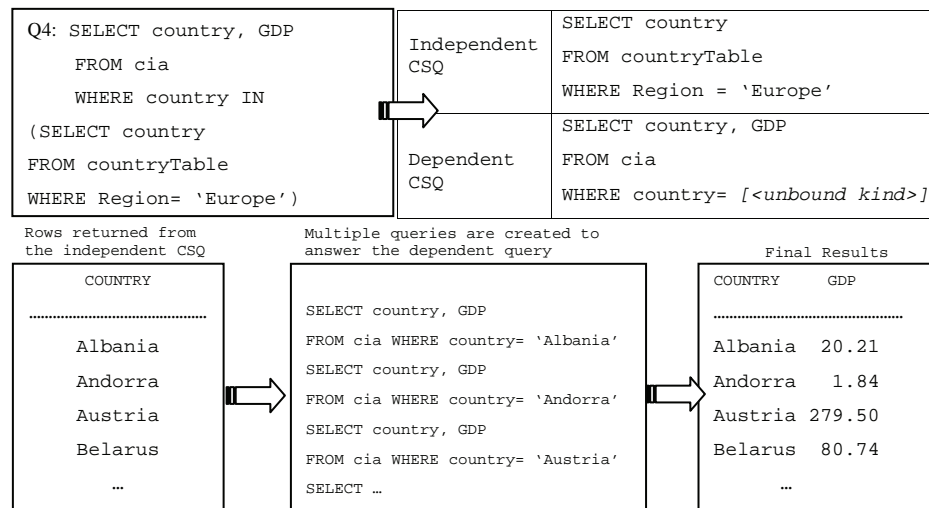 Q4: SELECT country, GDP
FROM cia
WHERE country IN
(SELECT country
FROM countryTable
WHERE Region= ‘Europe’)
Independent
CSQ
SELECT country
FROM countryTable
WHERE Region = ‘Europe’
Dependent
CSQ
SELECT country, GDP
FROM cia
WHERE country= [<unbound kind>]
Rows returned from
the independent CSQ
COUNTRY
Albania
Andorra
Austria
Belarus
…
Multiple queries are created to
answer the dependent query
SELECT country, GDP
FROM cia WHERE country= ‘Albania’
SELECT country, GDP
FROM cia WHERE country= ‘Andorra’
SELECT country, GDP
FROM cia WHERE country= ‘Austria’
SELECT …
Final Results
COUNTRY GDP
Albania 20.21
Andorra 1.84
Austria 279.50
Belarus 80.74
…